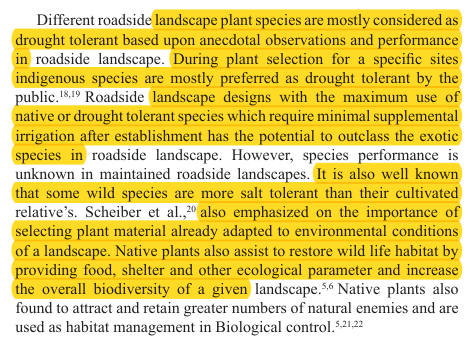 Different roadside landscape plant species are mostly considered as
drought tolerant based upon anecdotal observations and performance
in roadside landscape. During plant selection for a specific sites
indigenous species are mostly preferred as drought tolerant by the
public.18,19 Roadside landscape designs with the maximum use of
native or drought tolerant species which require minimal supplemental
irrigation after establishment has the potential to outclass the exotic
species in roadside landscape. However, species performance is
unknown in maintained roadside landscapes. It is also well known
that some wild species are more salt tolerant than their cultivated
relative's. Scheiber et al.,20 also emphasized on the importance of
selecting plant material already adapted to environmental conditions
of a landscape. Native plants also assist to restore wild life habitat by
providing food, shelter and other ecological parameter and increase
the overall biodiversity of a given landscape.5,6 Native plants also
found to attract and retain greater numbers of natural enemies and are
used as habitat management in Biological control.5,21,22